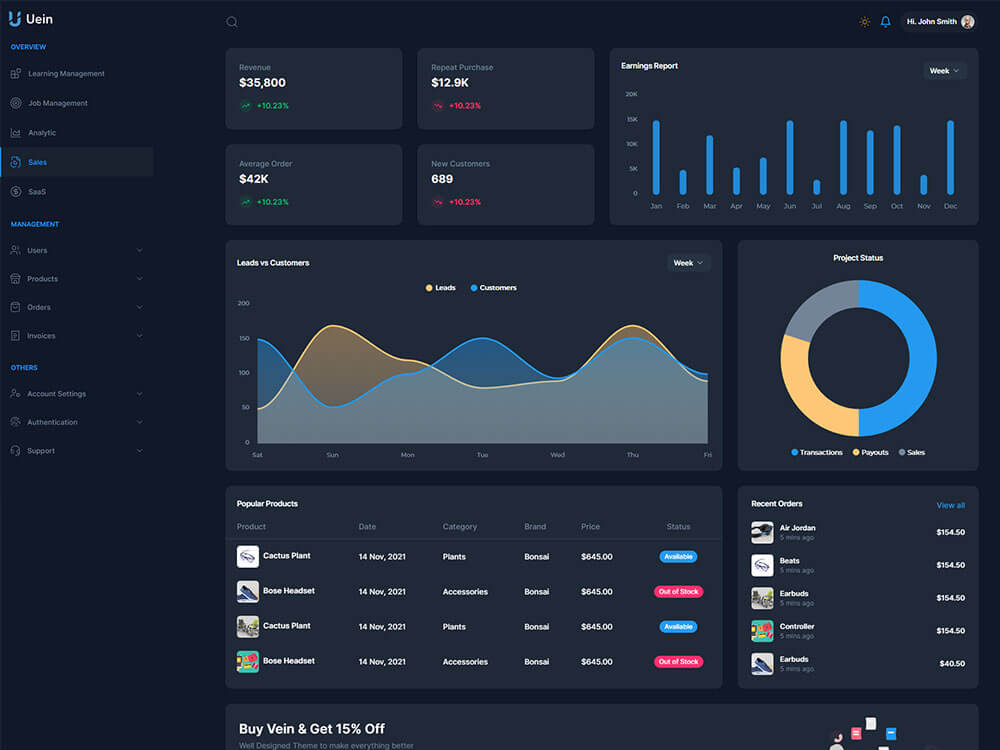 Uein
OVERVIEW
Learning Management
Job Management
Analytic
Sales
SaaS
MANAGEMENT
Users
Products
Orders
Invoices
OTHERS
Account Settings
Authentication
Support
Hi, John Smith
Revenue
$35,800
+10.23%
Repeat Purchase
$12.9K
+10.23%
Average Order
$42K
+10.23%
New Customers
689
+10.23%
Earnings Report
Week
20K
15K
10K
5K
0
Jan Feb Mar Apr May Jun Jul Aug Sep Oct Nov Dec
Leads vs Customers
Week
Leads Customers
200
150
100
50
0
Sat Sun Mon Tue Wed Thu Fri
Project Status
Transactions Payouts Sales
Popular Products
Product Date Category Brand Price Status
Cactus Plant 14 Nov, 2021 Plants Bonsai $645.00 Available
Bose Headset 14 Nov, 2021 Accessories Bonsai $645.00 Out of Stock
Cactus Plant 14 Nov, 2021 Plants Bonsai $645.00 Available
Bose Headset 14 Nov, 2021 Accessories Bonsai $645.00 Out of Stock
Recent Orders
View all
Air Jordan
5 mins ago
$154.50
Beats
5 mins ago
$154.50
Earbuds
5 mins ago
$154.50
Controller
5 mins ago
$154.50
Earbuds
5 mins ago
$40.50
Buy Vein & Get 15% Off
Well Designed Theme to make everything better